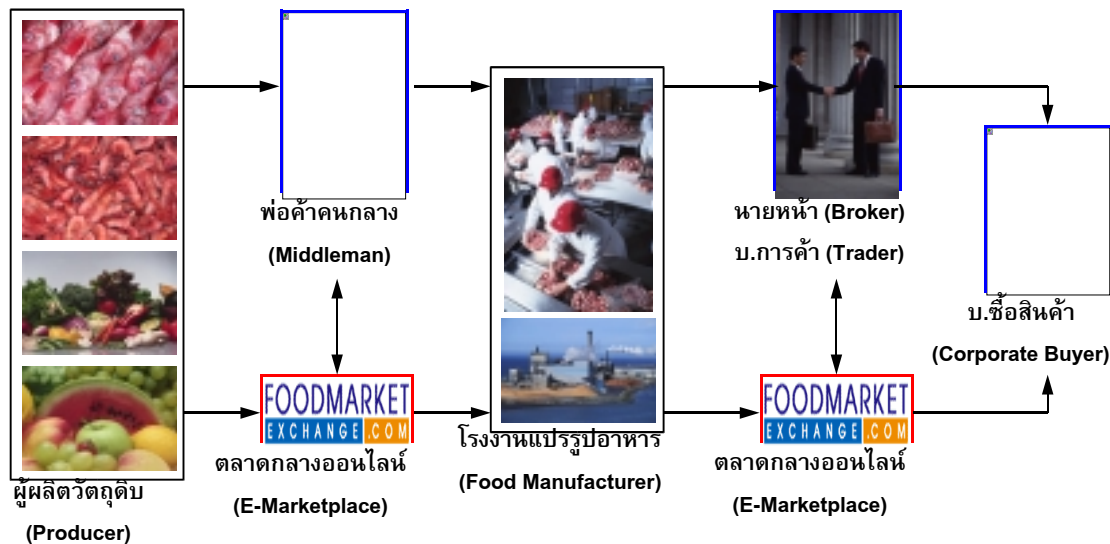 พ่อค้าคนกลาง
(Middleman)
นายหน้า (Broker)
บ.การค้า (Trader)
บ.ซื้อสินค้า
(Corporate Buyer)
FOODMARKET
EXCHANGE.COM
ตลาดกลางออนไลน์
(E-Marketplace)
โรงงานแปรรูปอาหาร
(Food Manufacturer)
FOODMARKET
EXCHANGE.COM
ตลาดกลางออนไลน์
(E-Marketplace)
ผู้ผลิตวัตถุดิบ
(Producer)